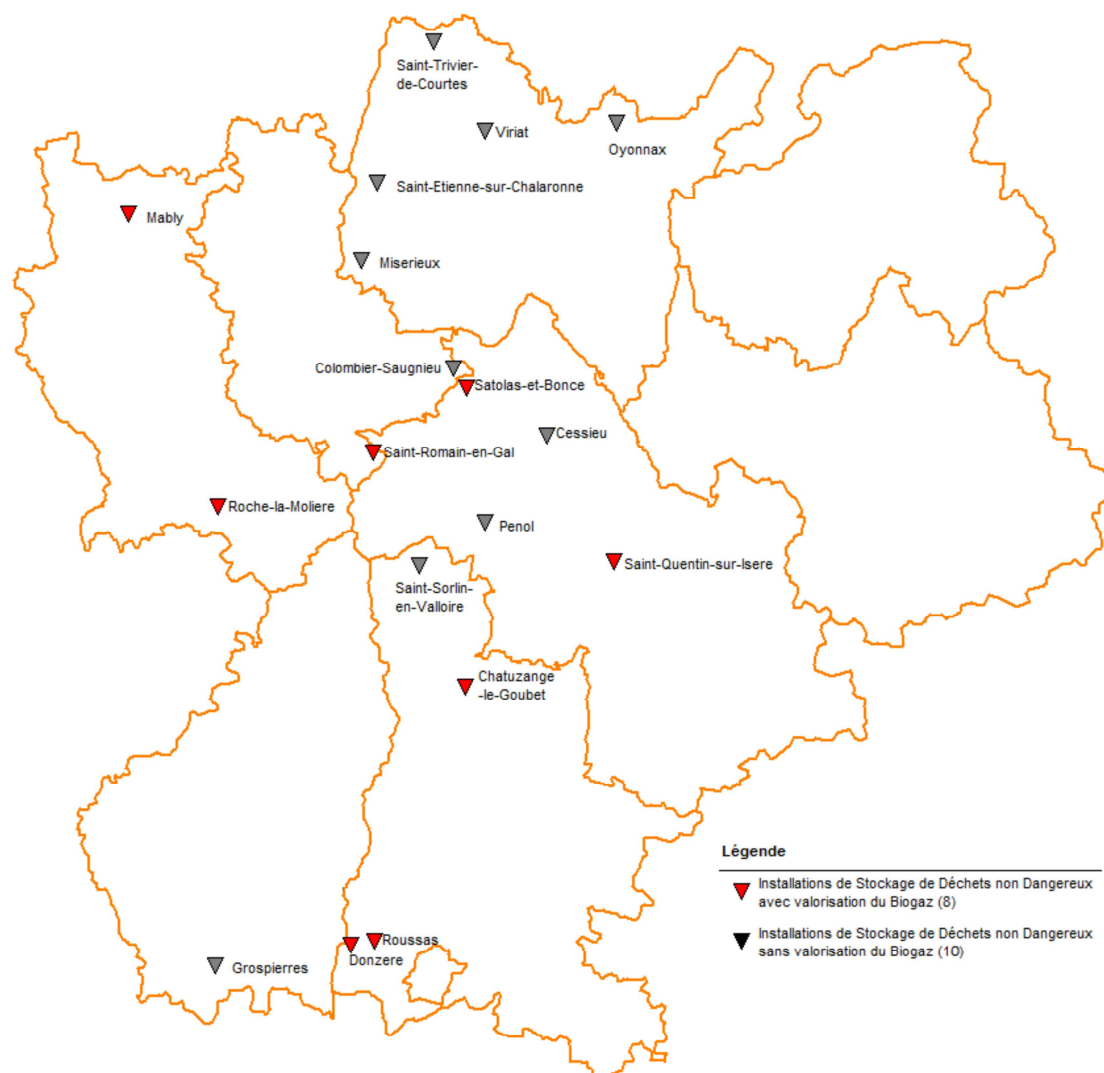 Saint-Trivier-
de-Courtes
Viriat
Oyonnax
Saint-Etienne-sur-Chalaronne
Mably
Miserieux
Colombier-Saugnieu
Satolas-et-Bonce
Cessieu
Saint-Romain-en-Gal
Roche-la-Moliere
Penol
Saint-Quentin-sur-Isere
Saint-Sorlin-
en-Valloire
Chatuzange
-le-Goubet
Légende
Installations de Stockage de Déchets non Dangereux
avec valorisation du Biogaz (8)
Installations de Stockage de Déchets non Dangereux
sans valorisation du Biogaz (10)
Roussas
Donzere
Grospierres